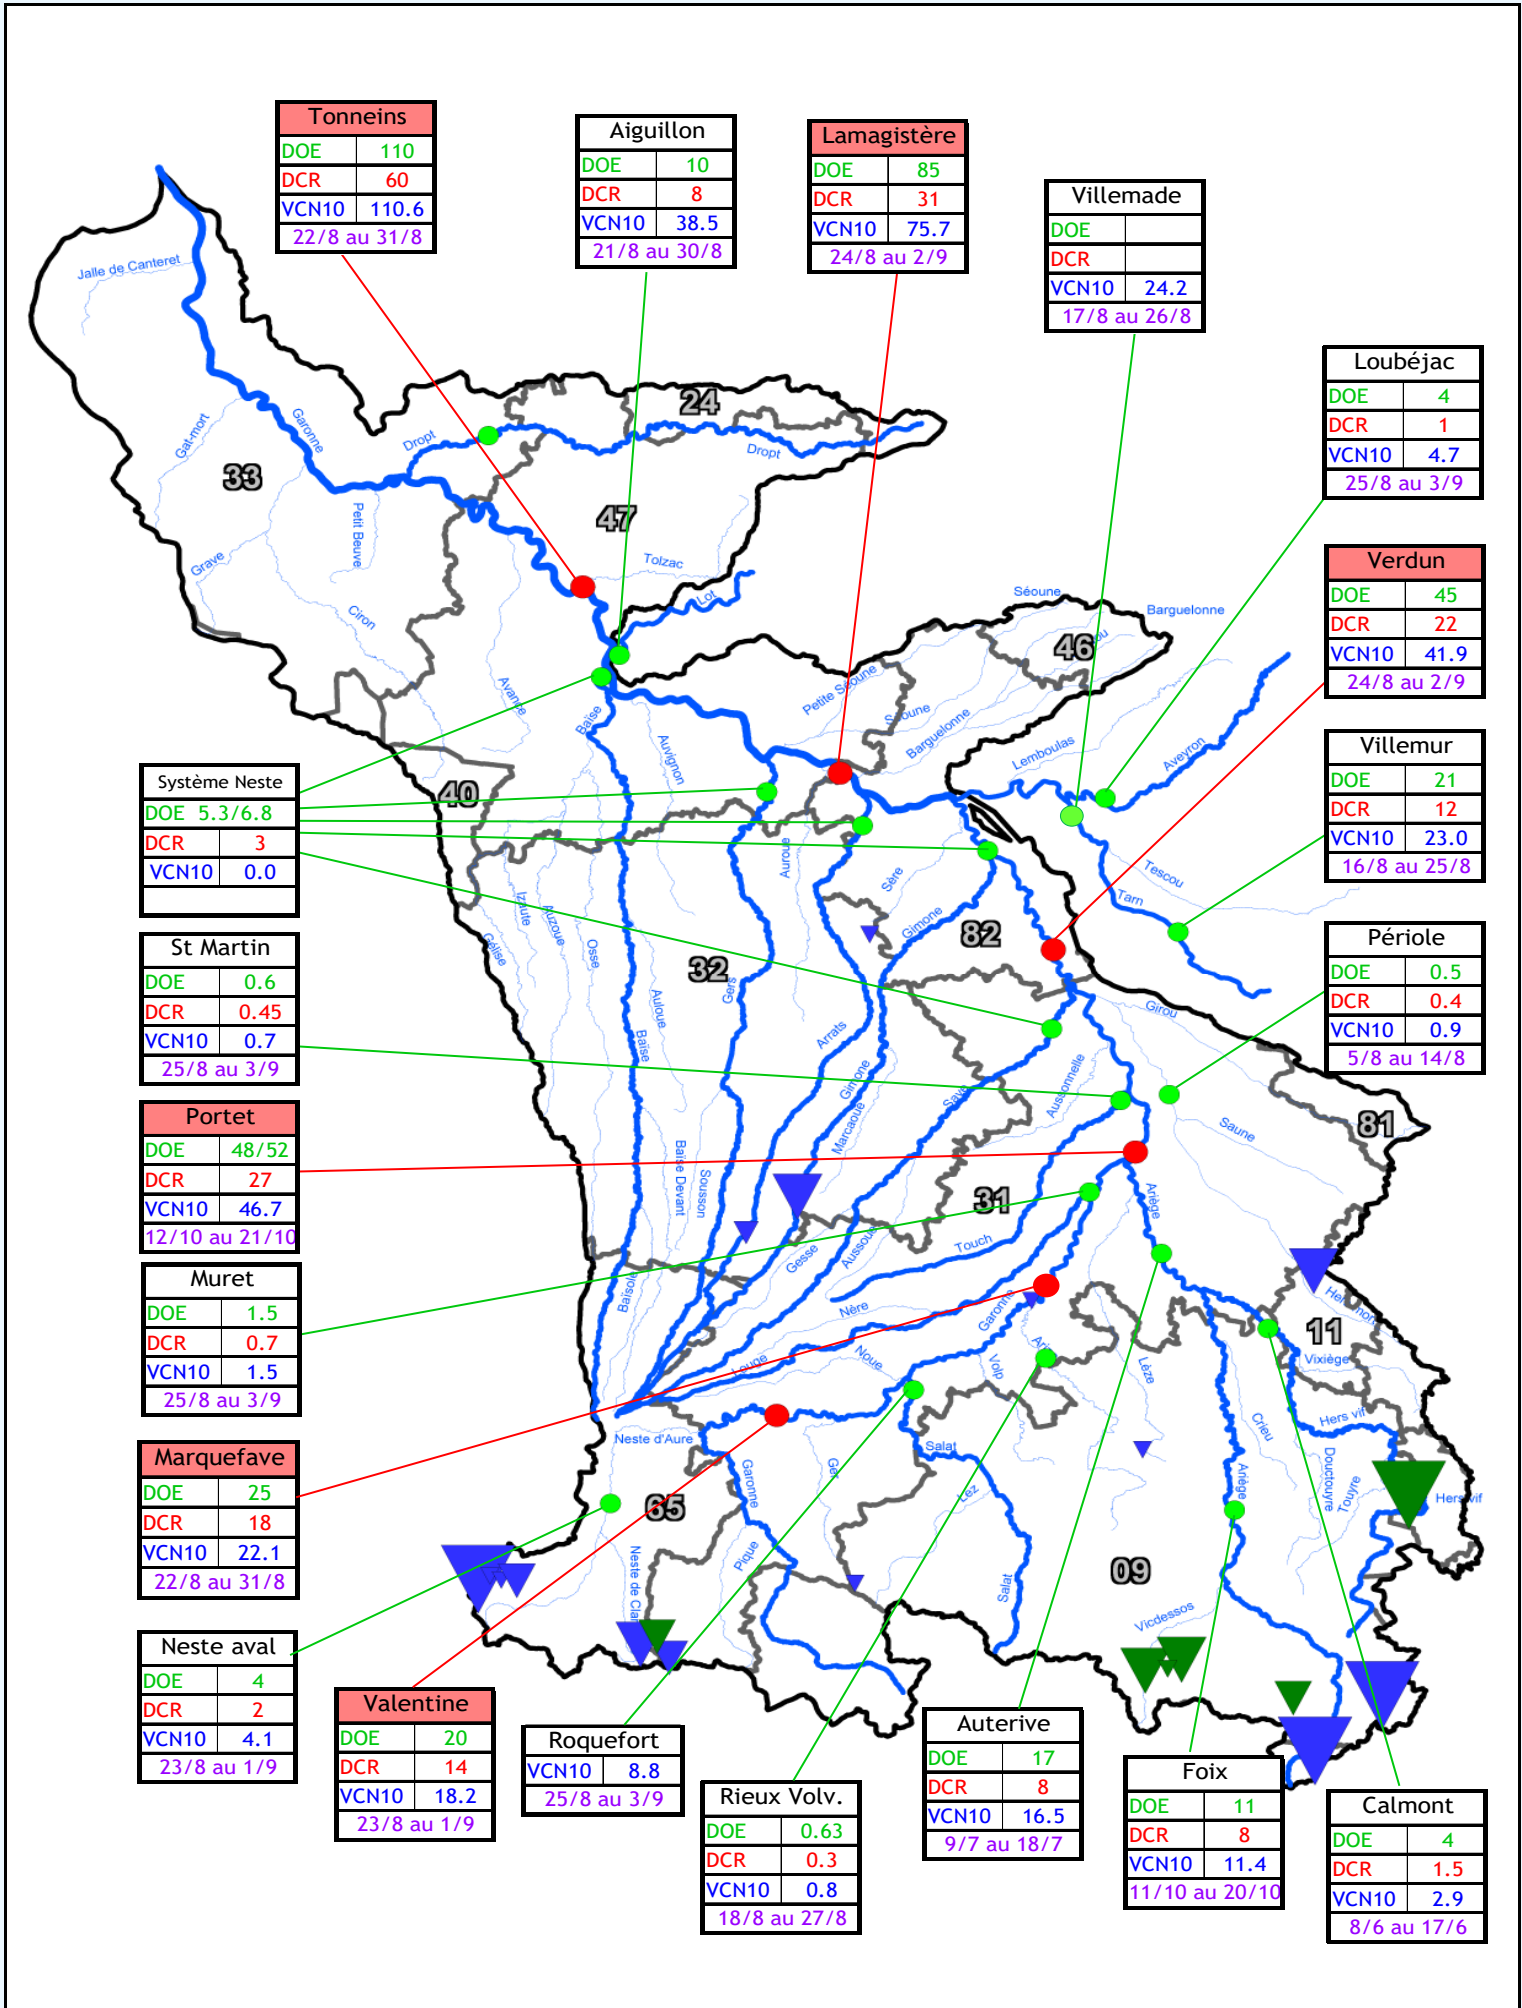 Tonneins
DOE 110
DCR 60
VCN10 110.6
22/8 au 31/8
Aiguillon
DOE 10
DCR 8
VCN10 38.5
21/8 au 30/8
Lamagistère
DOE 85
DCR 31
VCN10 75.7
24/8 au 2/9
Villemade
DOE
DCR
VCN10 24.2
17/8 au 26/8
Loubéjac
DOE 4
DCR 1
VCN10 4.7
25/8 au 3/9
Verdun
DOE 45
DCR 22
VCN10 41.9
24/8 au 2/9
Villemur
DOE 21
DCR 12
VCN10 23.0
16/8 au 25/8
Périole
DOE 0.5
DCR 0.4
VCN10 0.9
5/8 au 14/8
Système Neste
DOE 5.3/6.8
DCR 3
VCN10 0.0
St Martin
DOE 0.6
DCR 0.45
VCN10 0.7
25/8 au 3/9
Portet
DOE 48/52
DCR 27
VCN10 46.7
12/10 au 21/10
Muret
DOE 1.5
DCR 0.7
VCN10 1.5
25/8 au 3/9
Marquefave
DOE 25
DCR 18
VCN10 22.1
22/8 au 31/8
Neste aval
DOE 4
DCR 2
VCN10 4.1
23/8 au 1/9
Valentine
DOE 20
DCR 14
VCN10 18.2
23/8 au 1/9
Roquefort
VCN10 8.8
25/8 au 3/9
Rieux Volv.
DOE 0.63
DCR 0.3
VCN10 0.8
18/8 au 27/8
Auterive
DOE 17
DCR 8
VCN10 16.5
9/7 au 18/7
Foix
DOE 11
DCR 8
VCN10 11.4
11/10 au 20/10
Calmont
DOE 4
DCR 1.5
VCN10 2.9
8/6 au 17/6
Jalle de Canteret
Gat-mort
Garonne
33
Dropt
24
Dropt
47
Petit Beuve
Grave
Ciron
Tolzac
Lot
Avance
Baïse
Auvignon
Petite Séoune
Séoune
Séoune
Barguelonne
46
Barguelonne
Lemboulas
Aveyron
40
Tescou
Tarn
Izaute
Auzoue
Gélise
Osse
Auloue
Baïse
32
Gers
Auroue
Sère
Gimone
82
Arrats
Gimone
Marcaoue
Save
Aussonnelle
Girou
Saune
81
Baïse Devant
Sousson
31
Ariège
Touch
Gesse
Aussoue
Baïsole
Nère
Louge
Noue
Garonne
Volp
Lèze
11
Vixiège
Hers vif
Crieu
Ariège
Douctouyre
Touyre
Hers vif
Neste d'Aure
Garonne
Ger
Salat
Lez
65
Pique
Salat
09
Vicdessos